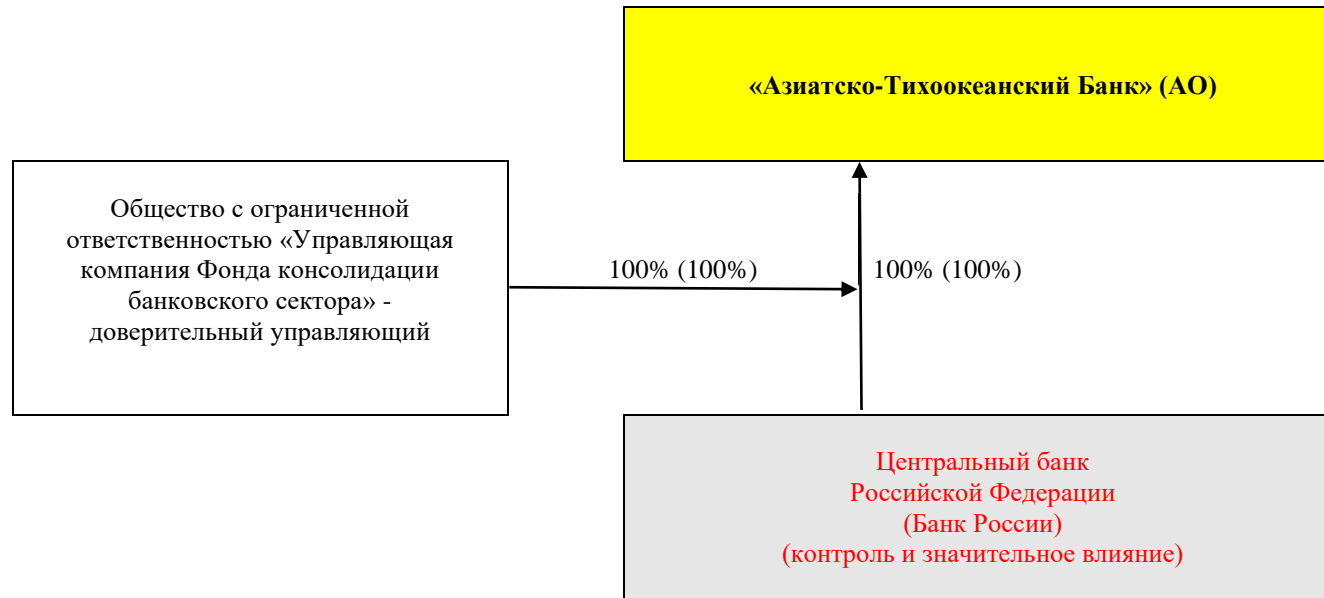 «Азиатско-Тихоокеанский Банк» (АО)
Общество с ограниченной
ответственностью «Управляющая
компания Фонда консолидации
банковского сектора» -
доверительный управляющий
100% (100%)
100% (100%)
Центральный банк
Российской Федерации
(Банк России)
(контроль и значительное влияние)